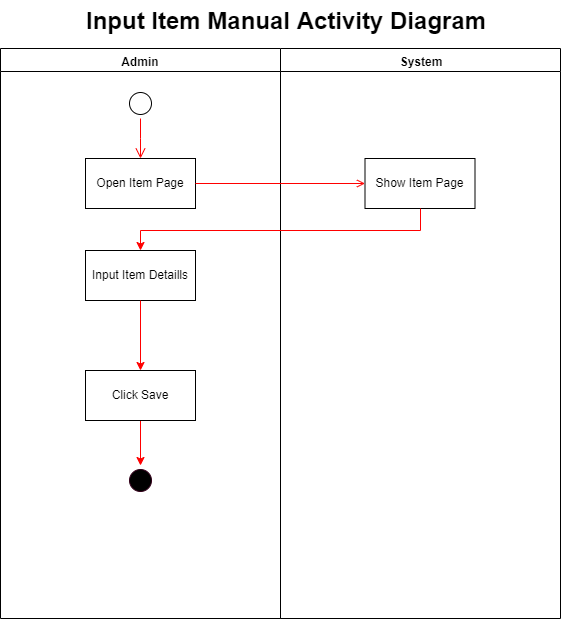 Input Item Manual Activity Diagram
Admin
System
Open Item Page
Show Item Page
Input Item Detaills
Click Save